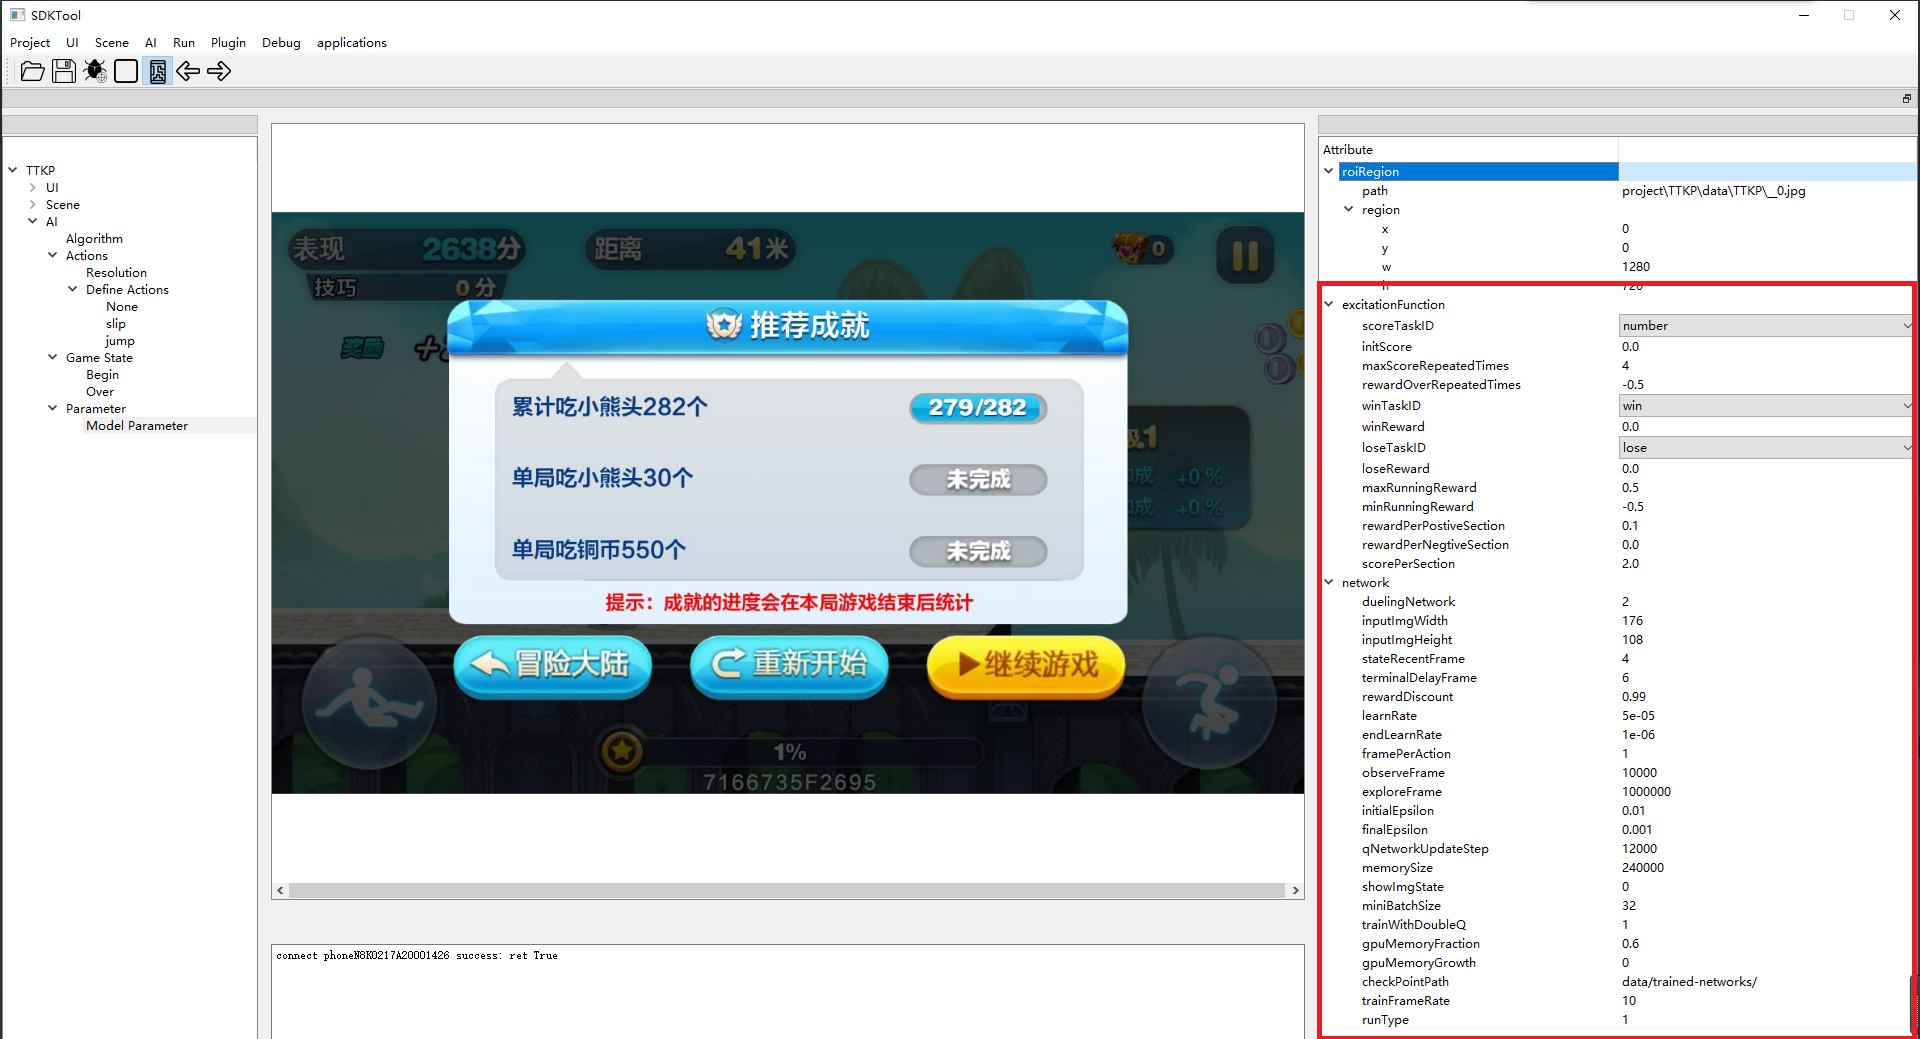 SDKTool
Project UI Scene AI Run Plugin Debug applications
TTKP
UI
Scene
AI
Algorithm
Actions
Resolution
Define Actions
None
slip
jump
Game State
Begin
Over
Parameter
Model Parameter
表现 2638分 距离 41米 0
技巧 0分
奖励
推荐成就
累计吃小熊头282个 279/282
单局吃小熊头30个 未完成
单局吃铜币550个 未完成
提示：成就的进度会在本局游戏结束后统计
级1
加成 +0%
加成 +0%
冒险大陆 重新开始 继续游戏
1%
7166735F2695
connect phoneN8K0217A20001426 success: ret True
Attribute
roiRegion
path project\TTKP\data\TTKP\__0.jpg
region
x 0
y 0
w 1280
h 720
excitationFunction
scoreTaskID number
initScore 0.0
maxScoreRepeatedTimes 4
rewardOverRepeatedTimes -0.5
winTaskID win
winReward 0.0
loseTaskID lose
loseReward 0.0
maxRunningReward 0.5
minRunningReward -0.5
rewardPerPostiveSection 0.1
rewardPerNegtiveSection 0.0
scorePerSection 2.0
network
duelingNetwork 2
inputImgWidth 176
inputImgHeight 108
stateRecentFrame 4
terminalDelayFrame 6
rewardDiscount 0.99
learnRate 5e-05
endLearnRate 1e-06
framePerAction 1
observeFrame 10000
exploreFrame 1000000
initialEpsilon 0.01
finalEpsilon 0.001
qNetworkUpdateStep 12000
memorySize 240000
showImgState 0
miniBatchSize 32
trainWithDoubleQ 1
gpuMemoryFraction 0.6
gpuMemoryGrowth 0
checkPointPath data/trained-networks/
trainFrameRate 10
runType 1